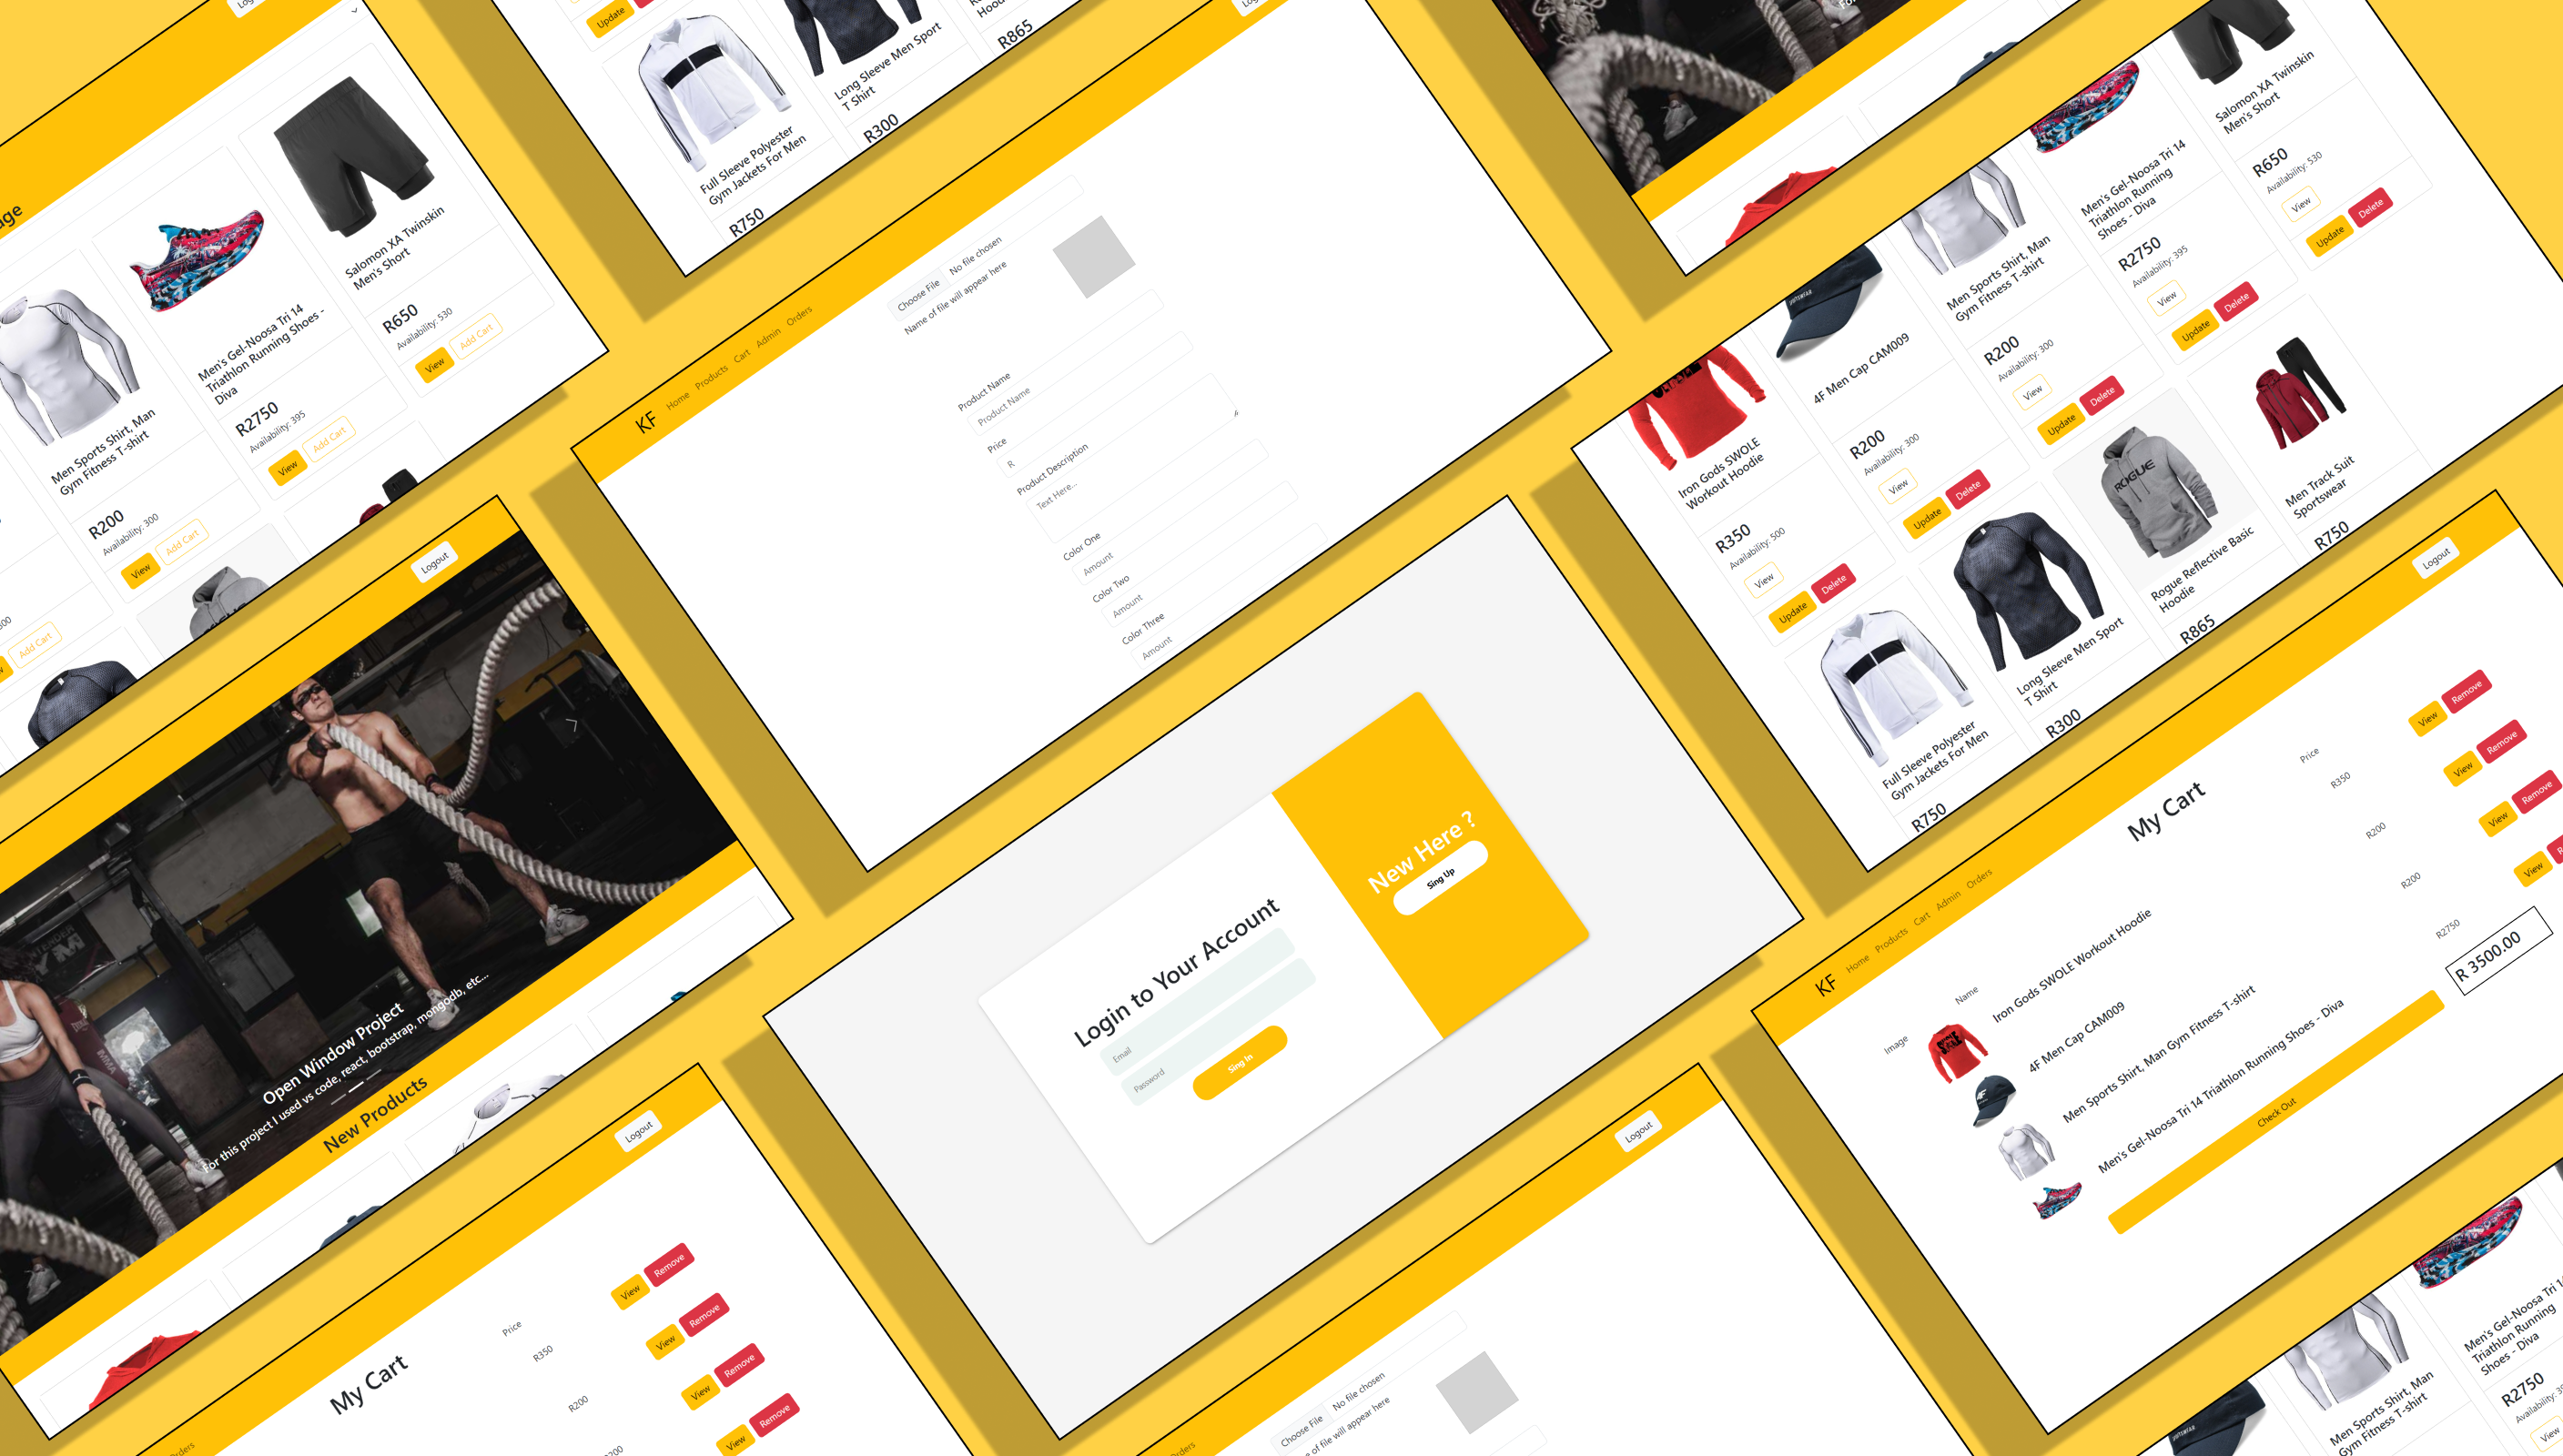 Salomon XA Twinskin
Men's Short
R650
Availability: 530
View
Add Cart
Men's Gel-Noosa Tri 14
Triathlon Running Shoes -
Diva
R2750
Availability: 395
View
Add Cart
Men Sports Shirt, Man
Gym Fitness T-shirt
R200
Availability: 300
View
Add Cart
Add Cart
Update
Full Sleeve Polyester
Gym Jackets For Men
R750
Long Sleeve Men Sport
T Shirt
R300
R865
KF
Home
Products
Cart
Admin
Orders
Choose File
No file chosen
Name of file will appear here
Product Name
Product Name
Price
R
Product Description
Text Here...
Color One
Amount
Color Two
Amount
Color Three
Amount
Salomon XA Twinskin
Men's Short
R650
Availability: 530
View
Update
Delete
Men's Gel-Noosa Tri 14
Triathlon Running
Shoes - Diva
R2750
Availability: 395
View
Update
Delete
Men Sports Shirt, Man
Gym Fitness T-shirt
R200
Availability: 300
View
Update
Delete
4F Men Cap CAM009
R200
Availability: 300
View
Update
Delete
Iron Gods SWOLE
Workout Hoodie
R350
Availability: 500
View
Update
Delete
ROGUE
Men Track Suit
Sportswear
R750
Rogue Reflective Basic
Hoodie
R865
Long Sleeve Men Sport
T Shirt
R300
Full Sleeve Polyester
Gym Jackets For Men
R750
Logout
Open Window Project
For this project I used vs code, react, bootstrap, mongodb, etc...
New Products
Login to Your Account
Email
Password
Sing In
New Here ?
Sing Up
Logout
KF
Home
Products
Cart
Admin
Orders
My Cart
Image
Name
Price
Iron Gods SWOLE Workout Hoodie
R350
View
Remove
4F Men Cap CAM009
R200
View
Remove
Men Sports Shirt, Man Gym Fitness T-shirt
R200
View
Remove
Men's Gel-Noosa Tri 14 Triathlon Running Shoes - Diva
R2750
View
R 3500.00
Check Out
Logout
My Cart
Price
R350
View
Remove
R200
View
Remove
View
Remove
View
Remove
Logout
Choose File
No file chosen
of file will appear here
Men's Gel-Noosa Tri
Triathlon Running
Shoes - Diva
R2750
View
Men Sports Shirt, Man
Gym Fitness T-shirt